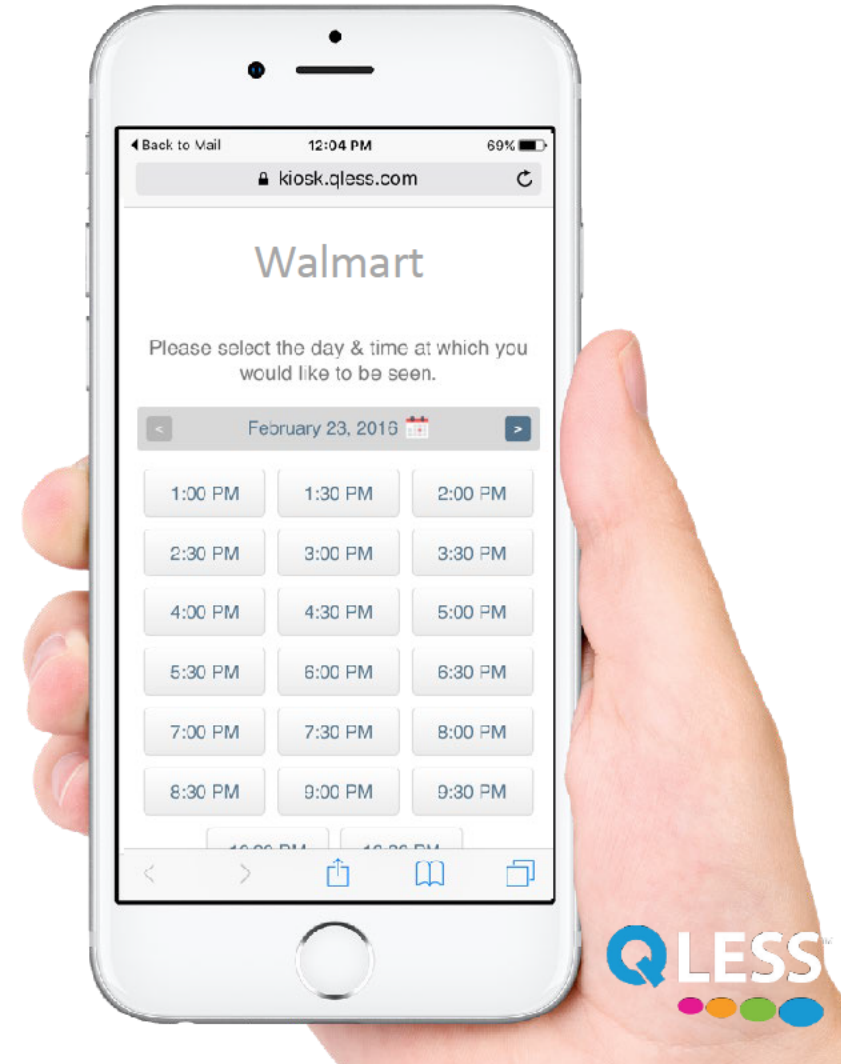 Back to Mail 12:04 PM 69%
kiosk.qless.com
Walmart
Please select the day & time at which you
would like to be seen.
< February 23, 2016 >
1:00 PM 1:30 PM 2:00 PM
2:30 PM 3:00 PM 3:30 PM
4:00 PM 4:30 PM 5:00 PM
5:30 PM 6:00 PM 6:30 PM
7:00 PM 7:30 PM 8:00 PM
8:30 PM 9:00 PM 9:30 PM
PM PM
QLESS